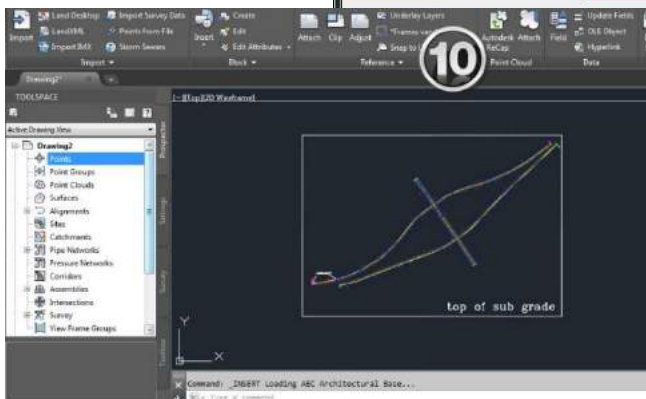 Land Desktop
Import Survey Data
Create
Underlay Layers
Update Fields
LandXML
Points from File
Edit
*Frames
OLE Object
Import
Import IMX
Storm Sewers
Insert
Edit Attributes
Attach
Clip
Adjust
Snap to
10
Autodesk
ReCap
Attach
Field
Hyperlink
Import
Block
Reference
Point Cloud
Data
Drawing2*
TOOLSPACE
[-][Top][2D Wireframe]
Active Drawing View
Drawing2
Points
Point Groups
Point Clouds
Surfaces
Alignments
Sites
Catchments
Pipe Networks
Pressure Networks
Corridors
Assemblies
Intersections
Survey
View Frame Groups
Prospector
Settings
Survey
Toolbox
top of sub grade
Y
X
Command: _INSERT Loading AEC Architectural Base...
Type a command